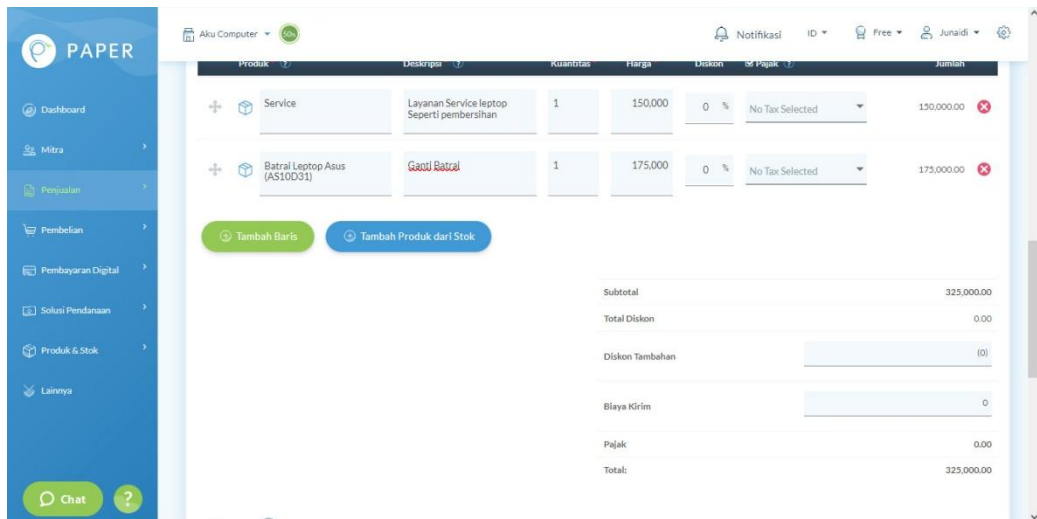 PAPER
Aku Computer
50%
Notifikasi
ID
Free
Junaidi
Dashboard
Mitra
Penjualan
Pembelian
Pembayaran Digital
Solusi Pendanaan
Produk & Stok
Lainnya
Chat
?
Produk ? Deskripsi ? Kuantitas Harga Diskon Pajak ? Jumlah
Service Layanan Service leptop 1 150,000 0 % No Tax Selected 150,000.00
Seperti pembersihan
Batrai Leptop Asus Ganti Batrai 1 175,000 0 % No Tax Selected 175,000.00
(AS10D31)
Tambah Baris Tambah Produk dari Stok
Subtotal 325,000.00
Total Diskon 0.00
Diskon Tambahan (0)
Biaya Kirim 0
Pajak 0.00
Total: 325,000.00